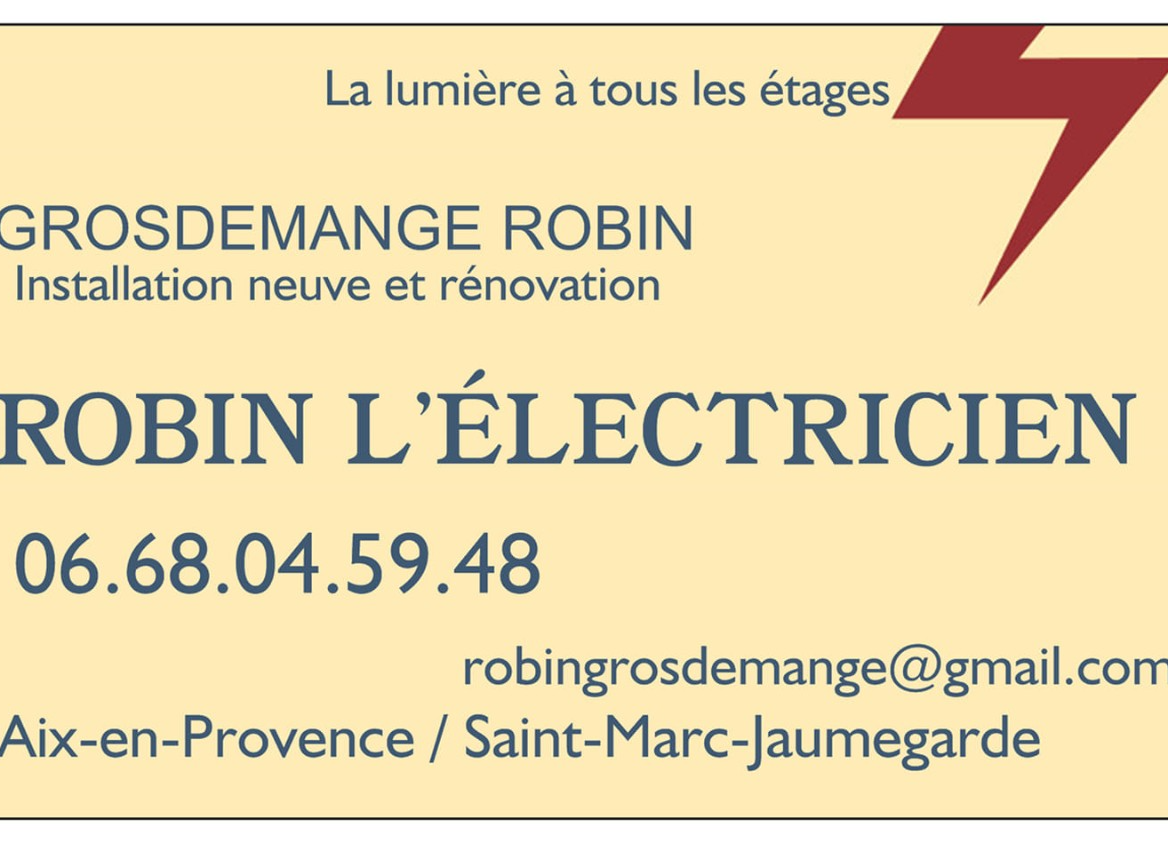 La lumière à tous les étages
GROSDEMANGE ROBIN
Installation neuve et rénovation
ROBIN L'ÉLECTRICIEN
06.68.04.59.48
robingrosdemange@gmail.com
Aix-en-Provence / Saint-Marc-Jaumegarde